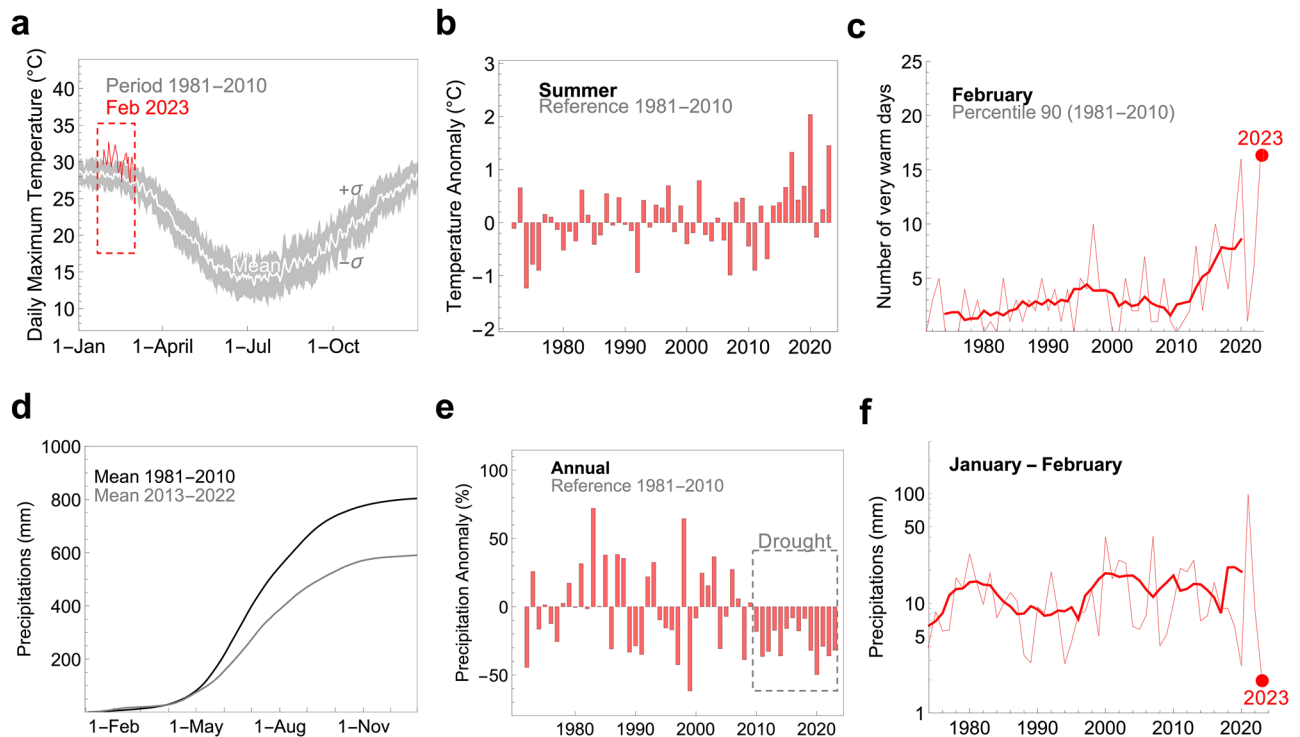 a
Daily Maximum Temperature (°C)
40
35
30
25
20
15
10
Period 1981−2010
Feb 2023
+σ
Mean
−σ
1−Jan 1−April 1−Jul 1−Oct
b
Temperature Anomaly (°C)
3
2
1
0
−1
−2
Summer
Reference 1981−2010
1980 1990 2000 2010 2020
c
Number of very warm days
25
20
15
10
5
February
Percentile 90 (1981−2010)
2023
1980 1990 2000 2010 2020
d
Precipitations (mm)
1000
800
600
400
200
Mean 1981−2010
Mean 2013−2022
1−Feb 1−May 1−Aug 1−Nov
e
Precipitation Anomaly (%)
100
50
0
−50
Annual
Reference 1981−2010
Drought
1980 1990 2000 2010 2020
f
Precipitations (mm)
100
50
10
5
1
January – February
2023
1980 1990 2000 2010 2020